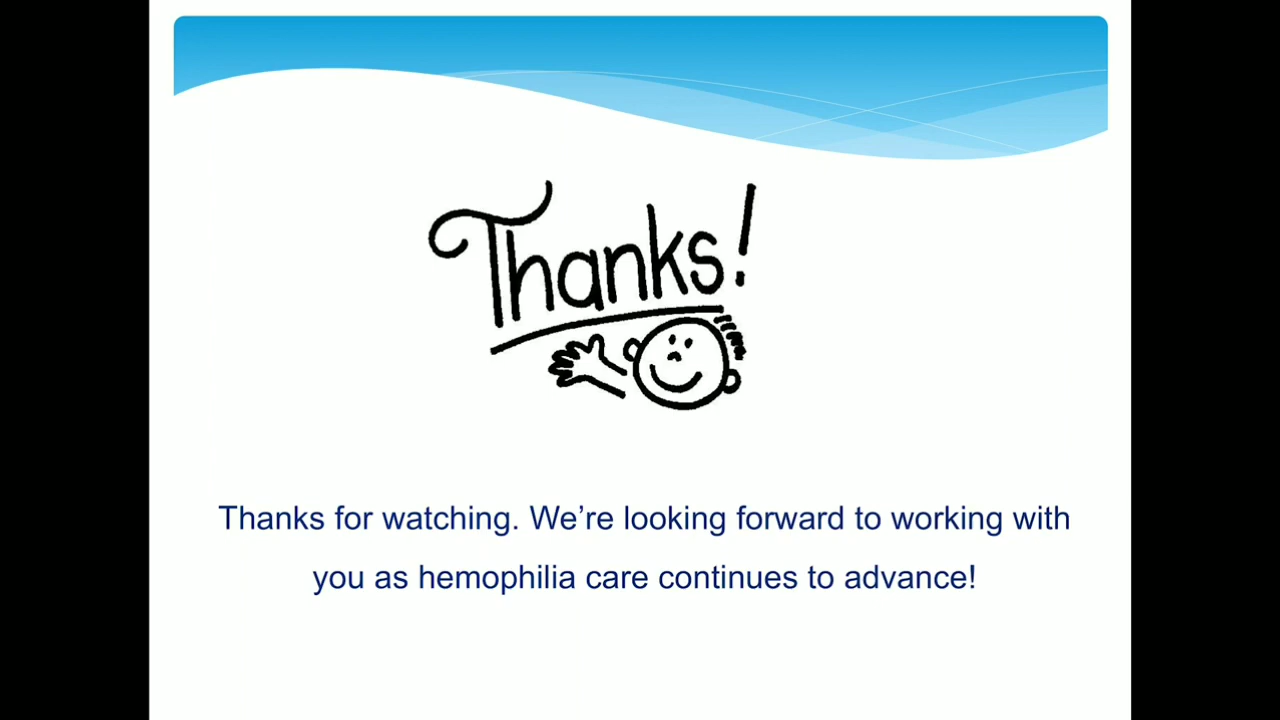 Thanks!
Thanks for watching. We’re looking forward to working with
you as hemophilia care continues to advance!